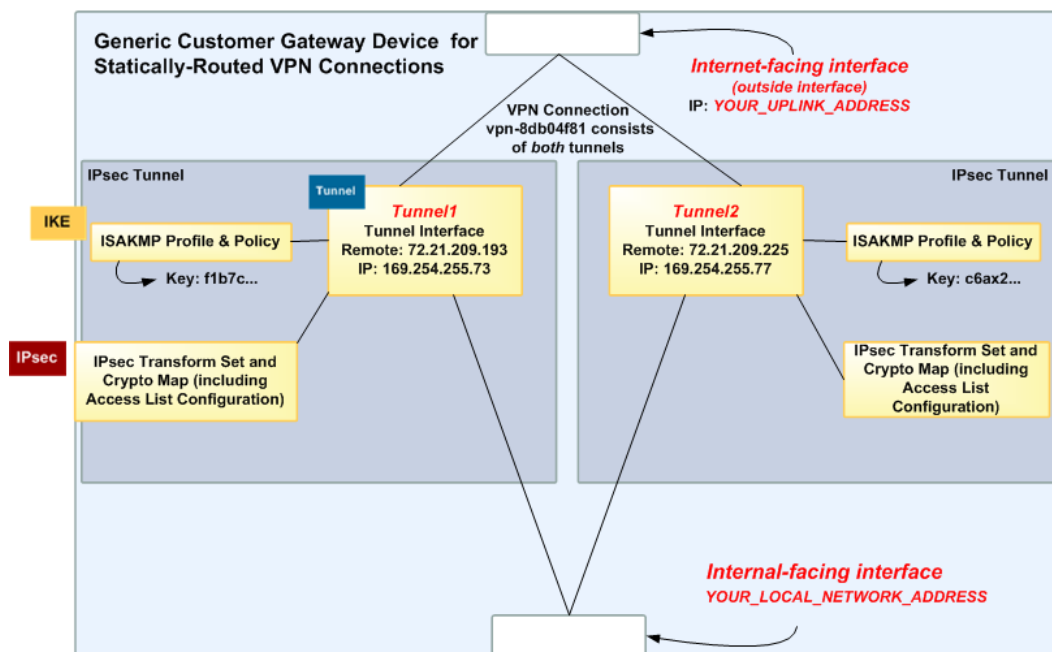 Generic Customer Gateway Device for
Statically-Routed VPN Connections
Internet-facing interface
(outside interface)
IP: YOUR_UPLINK_ADDRESS
VPN Connection
vpn-8db04f81 consists
of both tunnels
IPsec Tunnel
IPsec Tunnel
Tunnel
IKE
Tunnel1
Tunnel Interface
Remote: 72.21.209.193
IP: 169.254.255.73
Tunnel2
Tunnel Interface
Remote: 72.21.209.225
IP: 169.254.255.77
ISAKMP Profile & Policy
Key: f1b7c...
ISAKMP Profile & Policy
Key: c6ax2...
IPsec
IPsec Transform Set and
Crypto Map (including
Access List Configuration)
IPsec Transform Set and
Crypto Map (including
Access List
Configuration)
Internal-facing interface
YOUR_LOCAL_NETWORK_ADDRESS